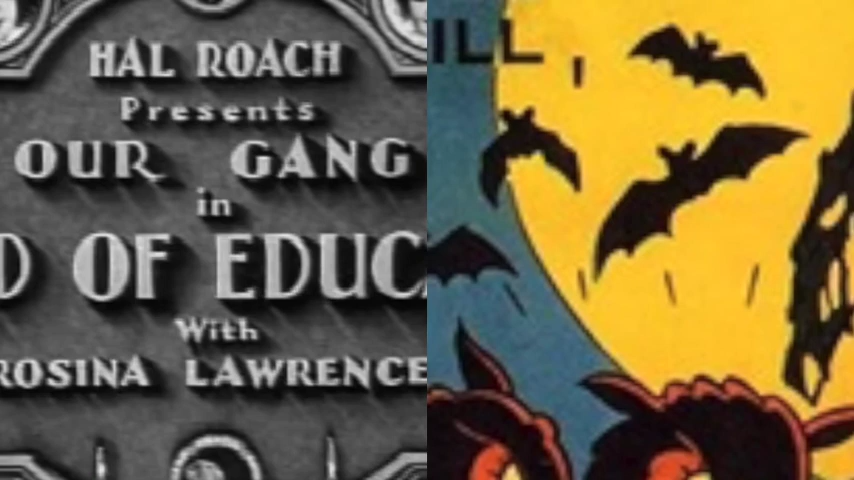 HAL ROACH
Presents
OUR GANG
in
D OF EDUC
With
ROSINA LAWRENCE
ILL,